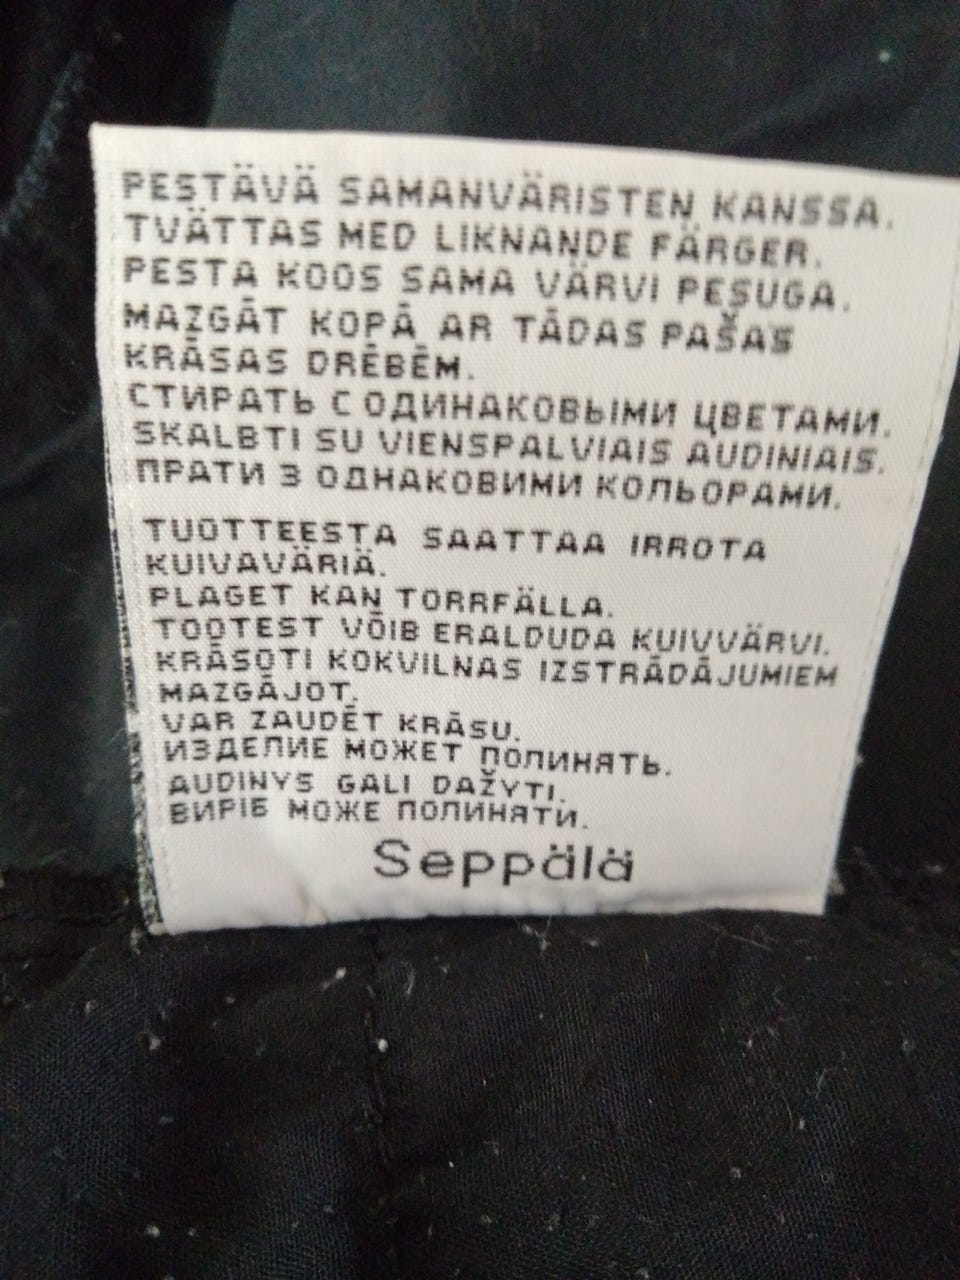 PESTÄVÄ SAMANVÄRISTEN KANSSA.
TVÄTTAS MED LIKNANDE FÄRGER.
PESTA KOOS SAMA VÄRVI PESUGA.
MAZGĀT KOPĀ AR TĀDAS PAŠAS
KRĀSAS DRĒBĒM.
СТИРАТЬ С ОДИНАКОВЫМИ ЦВЕТАМИ.
SKALBTI SU VIENSPALVIAIS AUDINIAIS.
ПРАТИ З ОДНАКОВИМИ КОЛЬОРАМИ.
TUOTTEESTA SAATTAA IRROTA
KUIVAVÄRIÄ.
PLAGET KAN TORRFÄLLA.
TOOTEST VÕIB ERALDUDA KUIVVÄRVI.
KRĀSOTI KOKVILNAS IZSTRĀDĀJUMIEM
MAZGĀJOT.
VAR ZAUDĒT KRĀSU.
ИЗДЕЛИЕ МОЖЕТ ПОЛИНЯТЬ.
AUDINYS GALI DAŽYTI.
ВИРІБ МОЖЕ ПОЛИНЯТИ.
Seppälä